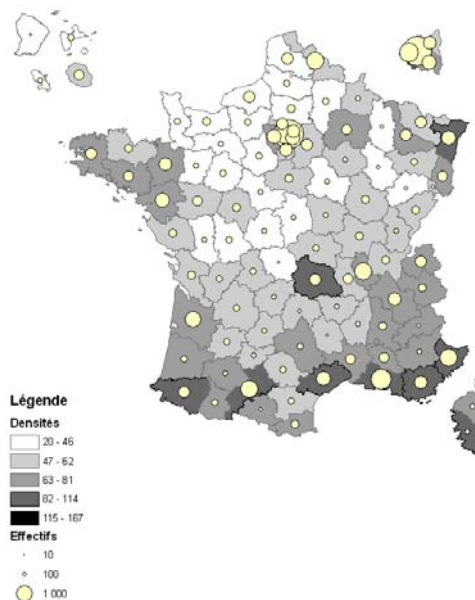 Légende
Densités
20 - 46
47 - 62
63 - 81
82 - 114
115 - 167
Effectifs
10
100
1 000